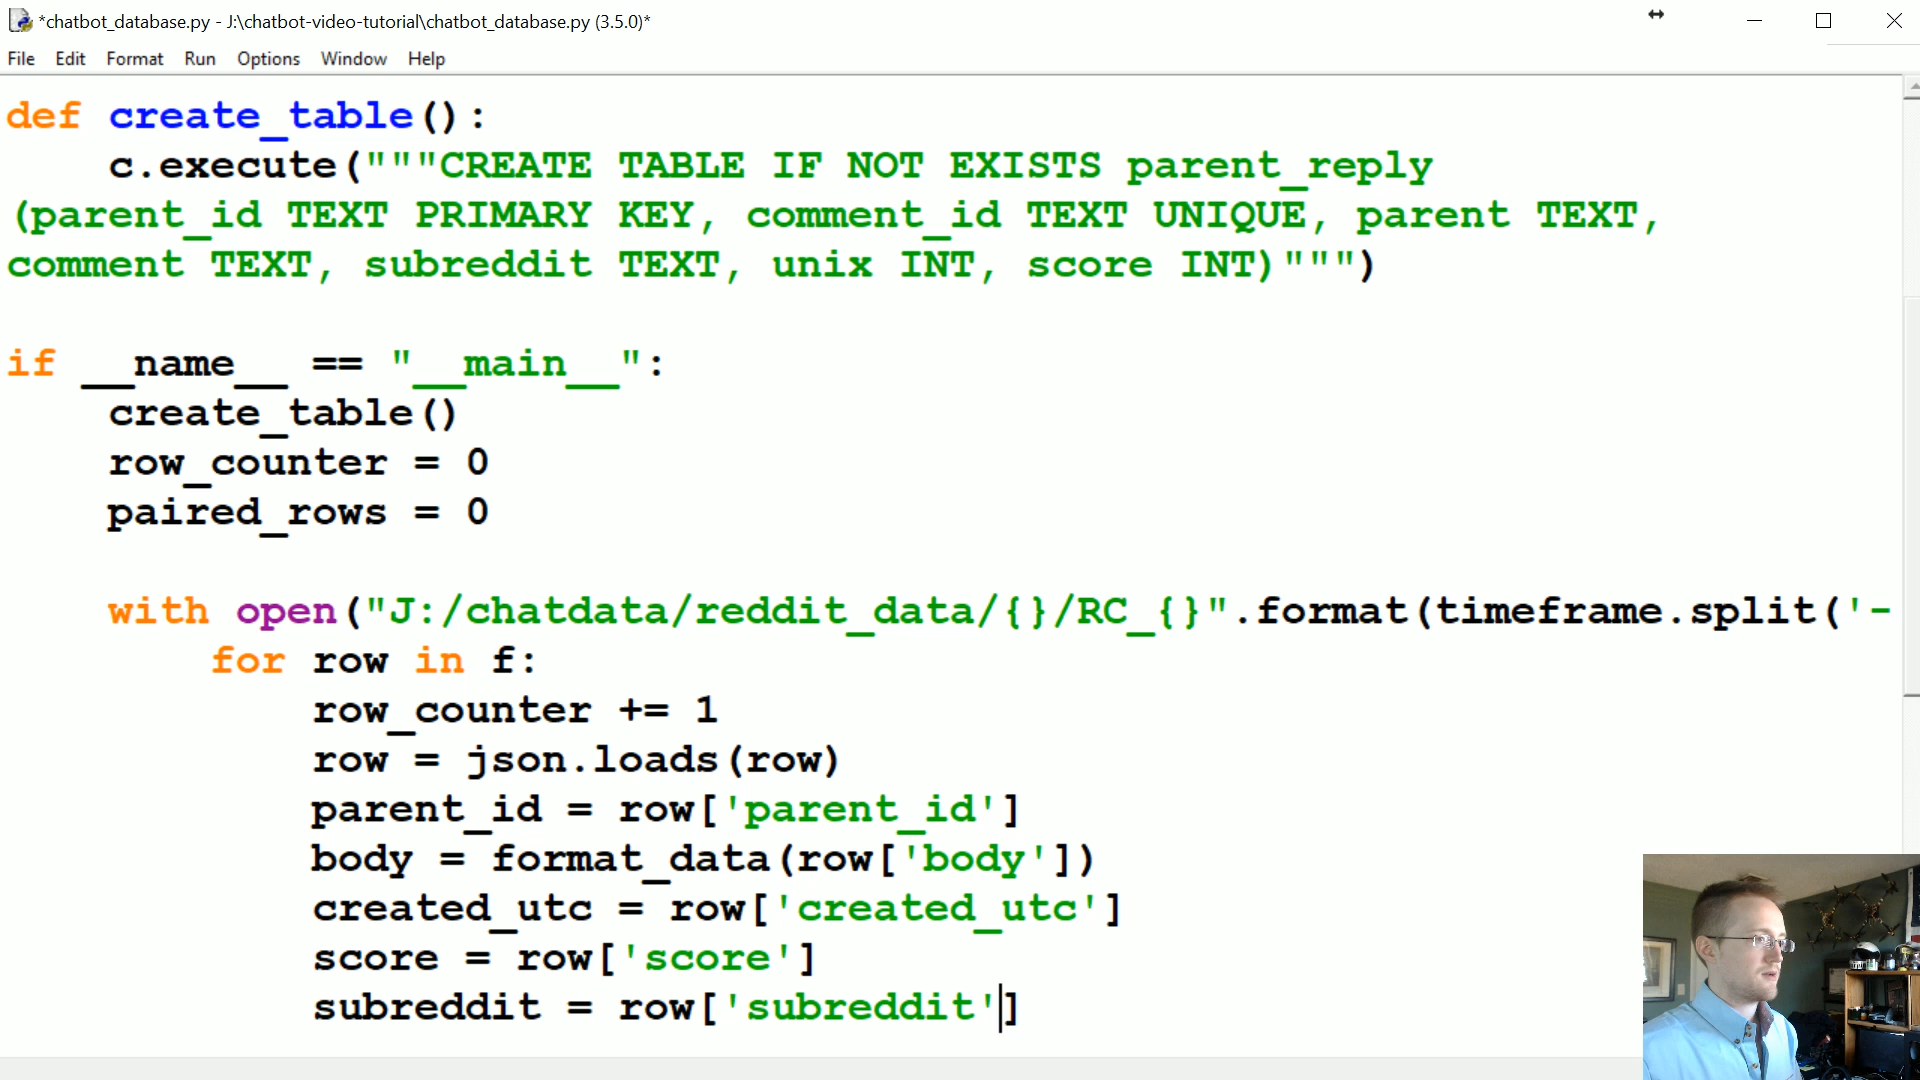 *chatbot_database.py - J:\chatbot-video-tutorial\chatbot_database.py (3.5.0)*
File Edit Format Run Options Window Help
def create_table():
    c.execute("""CREATE TABLE IF NOT EXISTS parent_reply
(parent_id TEXT PRIMARY KEY, comment_id TEXT UNIQUE, parent TEXT,
comment TEXT, subreddit TEXT, unix INT, score INT)""")
if __name__ == "__main__":
    create_table()
    row_counter = 0
    paired_rows = 0
    with open("J:/chatdata/reddit_data/{}/RC_{}".format(timeframe.split('-
        for row in f:
            row_counter += 1
            row = json.loads(row)
            parent_id = row['parent_id']
            body = format_data(row['body'])
            created_utc = row['created_utc']
            score = row['score']
            subreddit = row['subreddit']